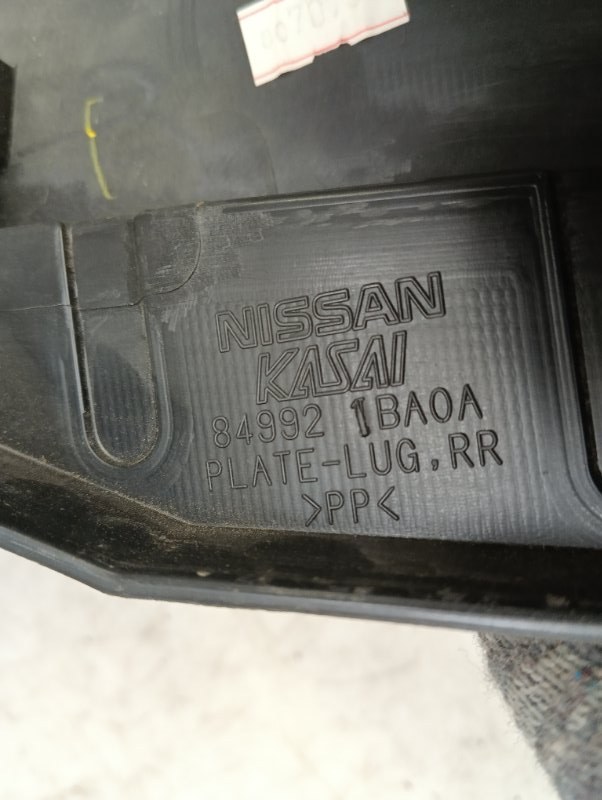 NISSAN
KASAI
84992 1BA0A
PLATE-LUG,RR
>PP<